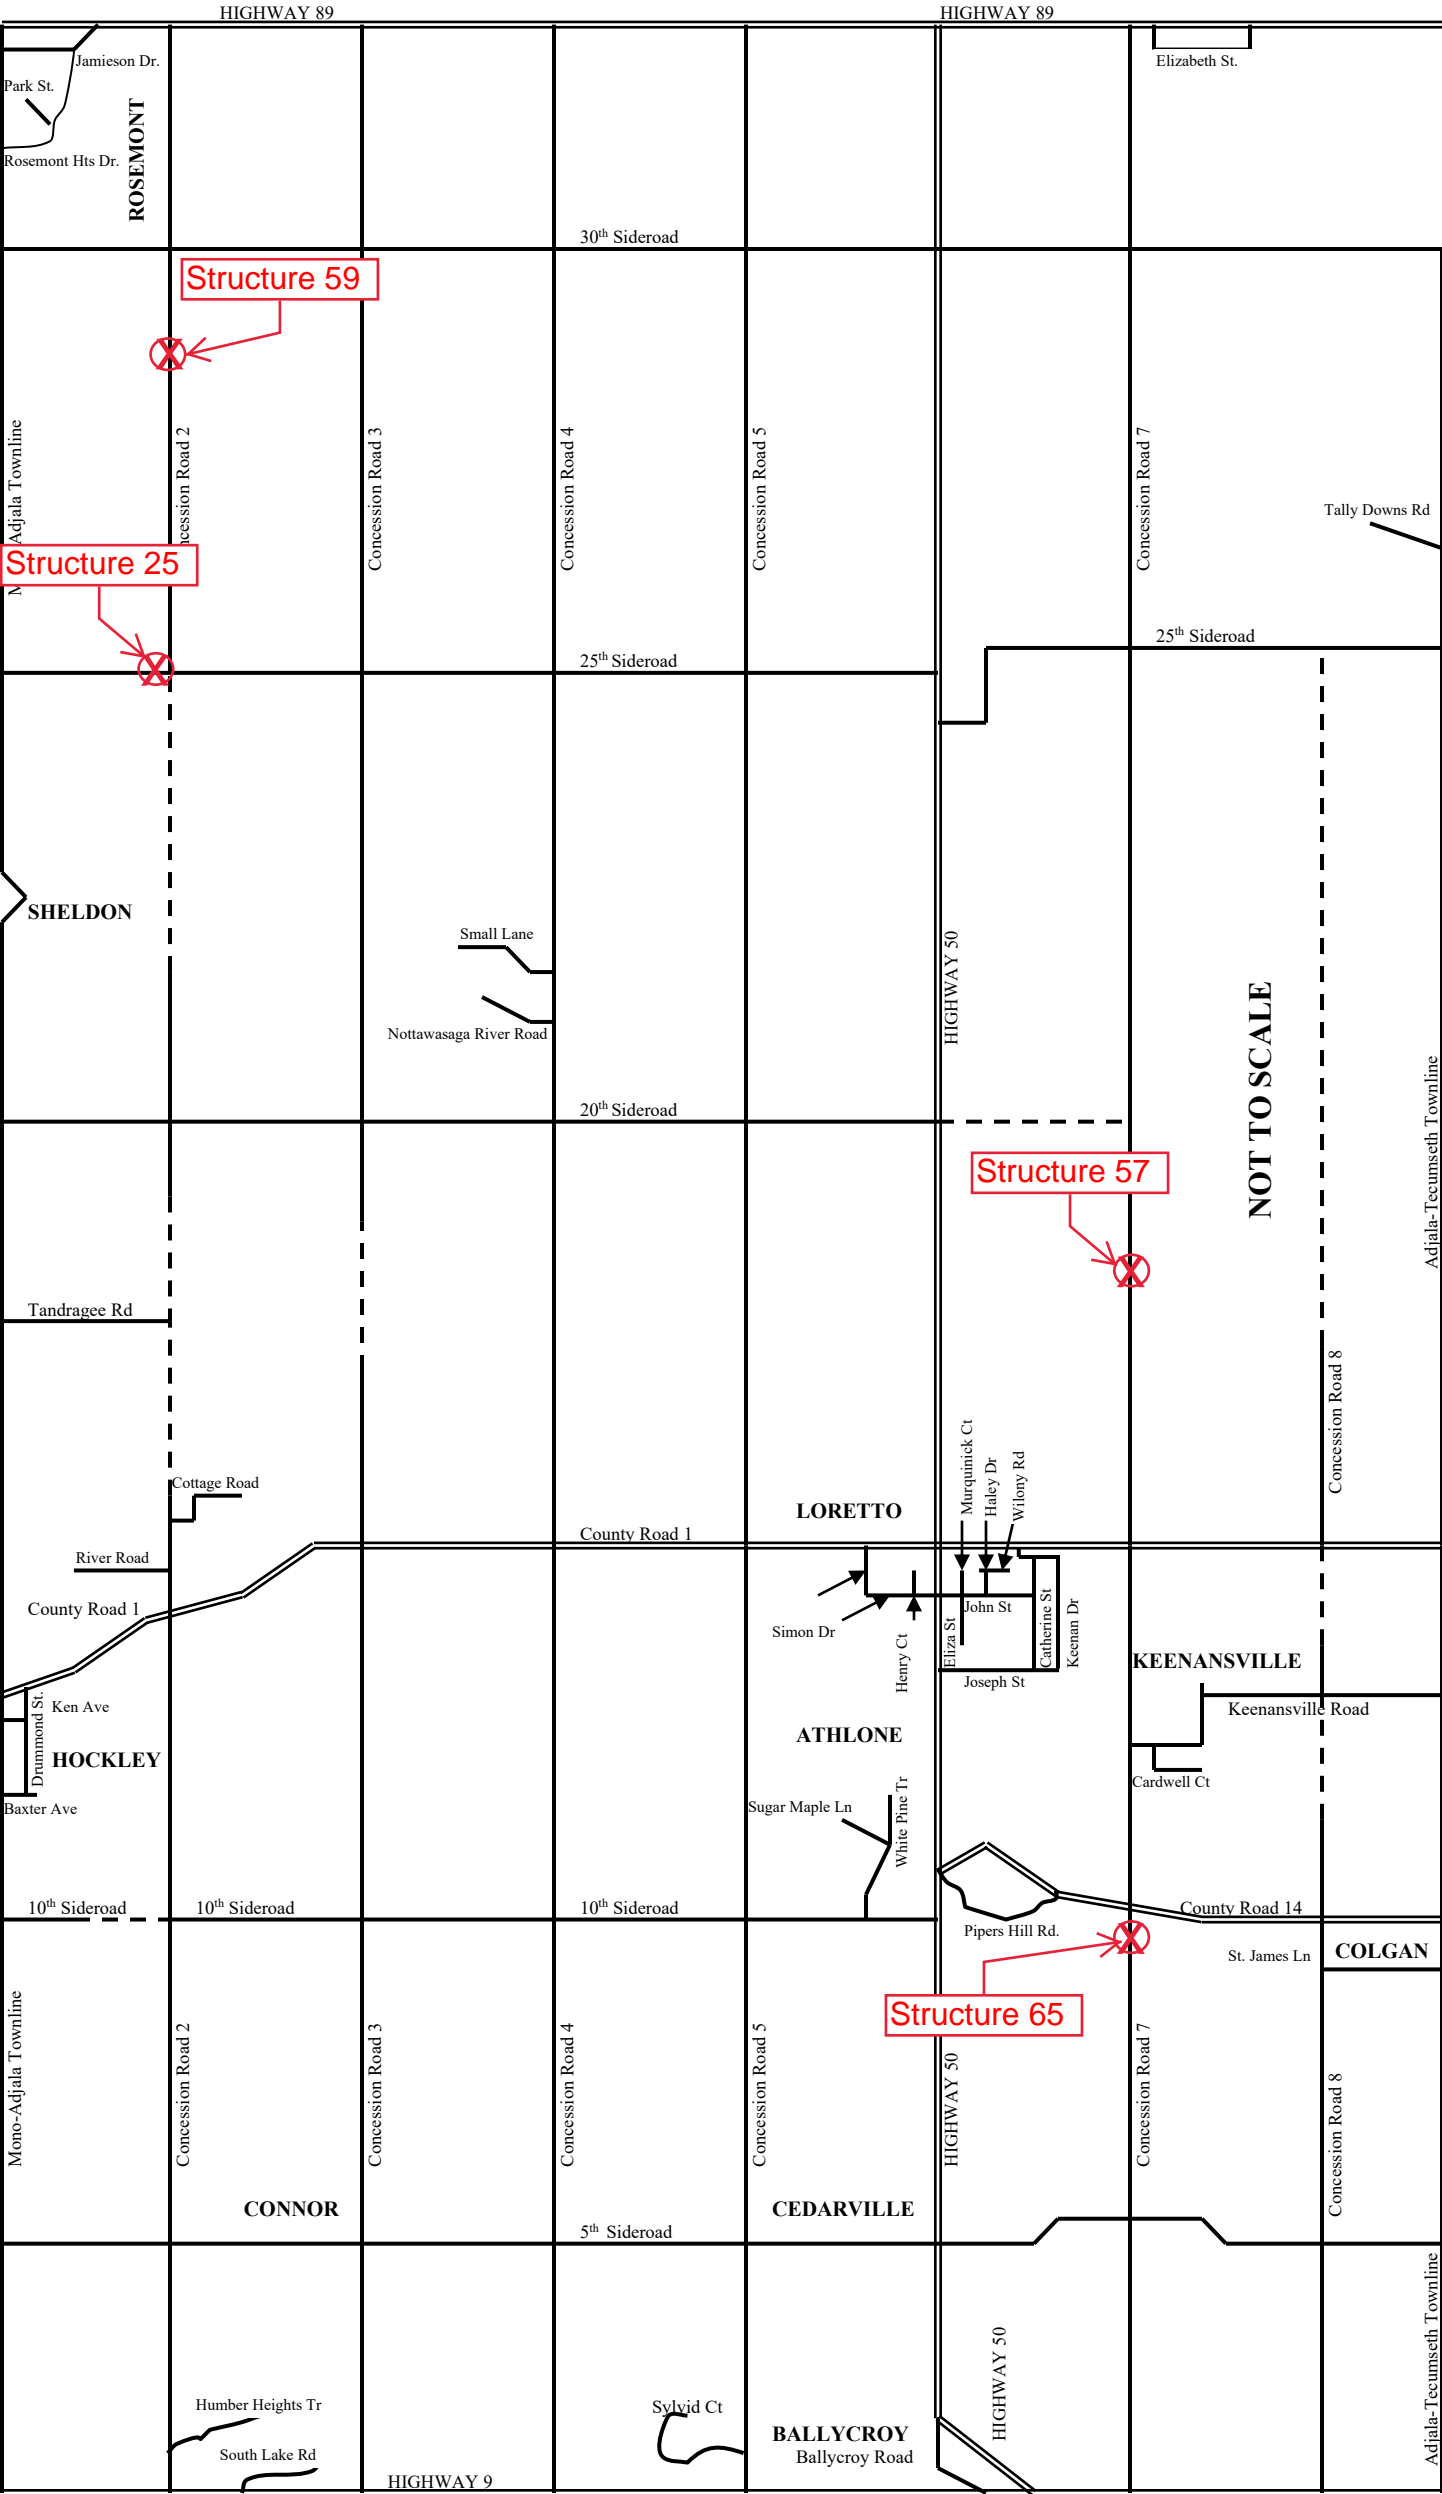 HIGHWAY 89
HIGHWAY 89
Jamieson Dr.
Elizabeth St.
Park St.
ROSEMONT
Rosemont Hts Dr.
30th Sideroad
Structure 59
Adjala Townline
Concession Road 3
Concession Road 4
Concession Road 5
Concession Road 7
Tally Downs Rd
Structure 25
25th Sideroad
25th Sideroad
SHELDON
Small Lane
HIGHWAY 50
NOT TO SCALE
Nottawasaga River Road
Adjala-Tecumseth Townline
20th Sideroad
Structure 57
Tandragee Rd
Concession Road 8
Murquinick Ct
Haley Dr
Wilony Rd
Cottage Road
LORETTO
County Road 1
River Road
County Road 1
John St
Simon Dr
Henry Ct
Eliza St
Catherine St
Keenan Dr
KEENANSVILLE
Joseph St
Ken Ave
Drummond St.
Keenansville Road
ATHLONE
HOCKLEY
Cardwell Ct
Baxter Ave
Sugar Maple Ln
White Pine Tr
10th Sideroad
10th Sideroad
10th Sideroad
County Road 14
Pipers Hill Rd.
St. James Ln
COLGAN
Structure 65
Mono-Adjala Townline
Concession Road 2
Concession Road 3
Concession Road 4
Concession Road 5
HIGHWAY 50
Concession Road 7
Concession Road 8
CONNOR
CEDARVILLE
5th Sideroad
Adjala-Tecumseth Townline
HIGHWAY 50
Humber Heights Tr
Sylvid Ct
BALLYCROY
Ballycroy Road
South Lake Rd
HIGHWAY 9